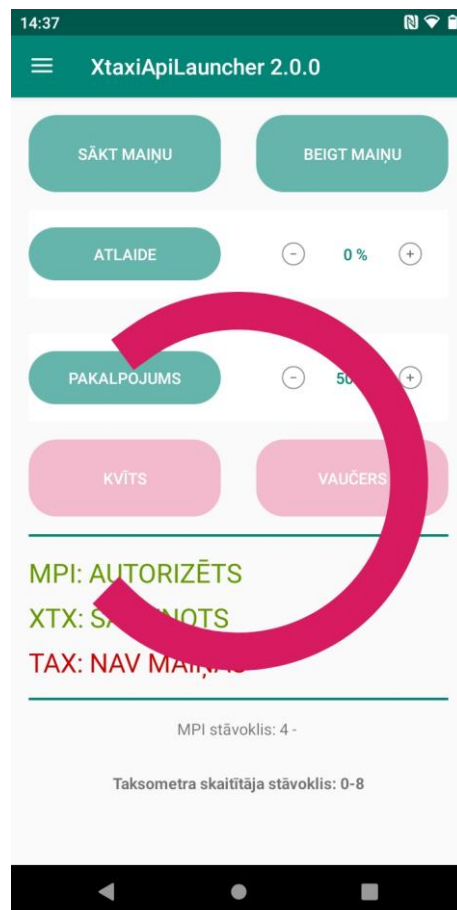 14:37
XtaxiApiLauncher 2.0.0
SĀKT MAIŅU BEIGT MAIŅU
ATLAIDE - 0 % +
PAKALPOJUMS - +
KVĪTS VAUČERS
MPI: AUTORIZĒTS
XTX:
TAX: NAV
MPI stāvoklis: 4 -
Taksometra skaitītāja stāvoklis: 0-8